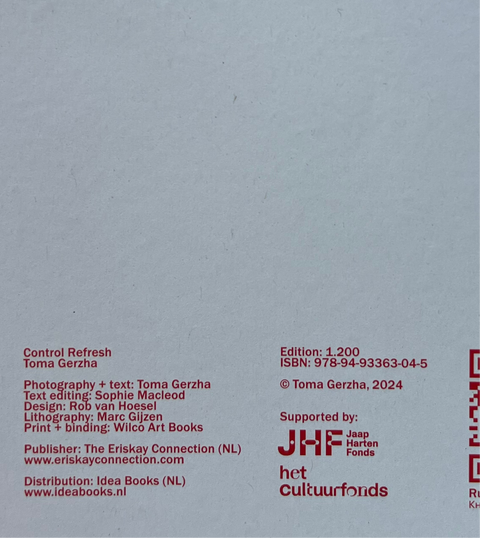 Control Refresh
Toma Gerzha
Photography + text: Toma Gerzha
Text editing: Sophie Macleod
Design: Rob van Hoesel
Lithography: Marc Gijzen
Print + binding: Wilco Art Books
Publisher: The Eriskay Connection (NL)
www.eriskayconnection.com
Distribution: Idea Books (NL)
www.ideabooks.nl
Edition: 1.200
ISBN: 978-94-93363-04-5
© Toma Gerzha, 2024
Supported by:
JHF Jaap
Harten
Fonds
het
cultuurfonds